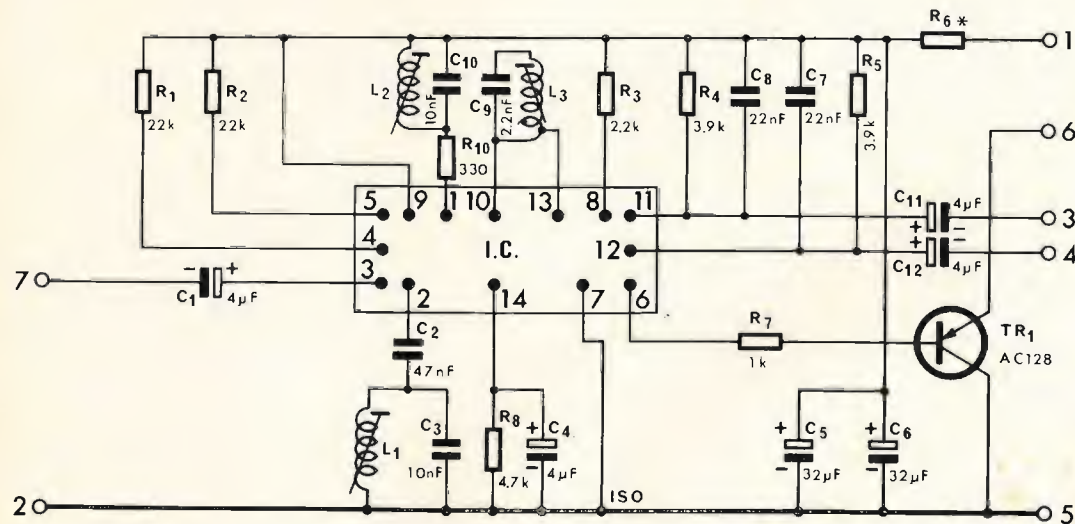 R6*
1
R1
22k
R2
22k
L2
C10
10nF
C9
2.2nF
L3
R3
2.2k
R4
3.9k
C8
22nF
C7
22nF
R5
3.9k
6
R10
330
5
9
1
10
13
8
11
C11
4µF
+
-
3
4
I.C.
12
+
-
C12
4µF
4
7
-
+
C1
4µF
3
2
14
7
6
R7
1k
TR1
AC128
C2
47nF
L1
C3
10nF
R8
4.7k
+
C4
-
4µF
ISO
+
C5
-
32µF
+
C6
-
32µF
2
5